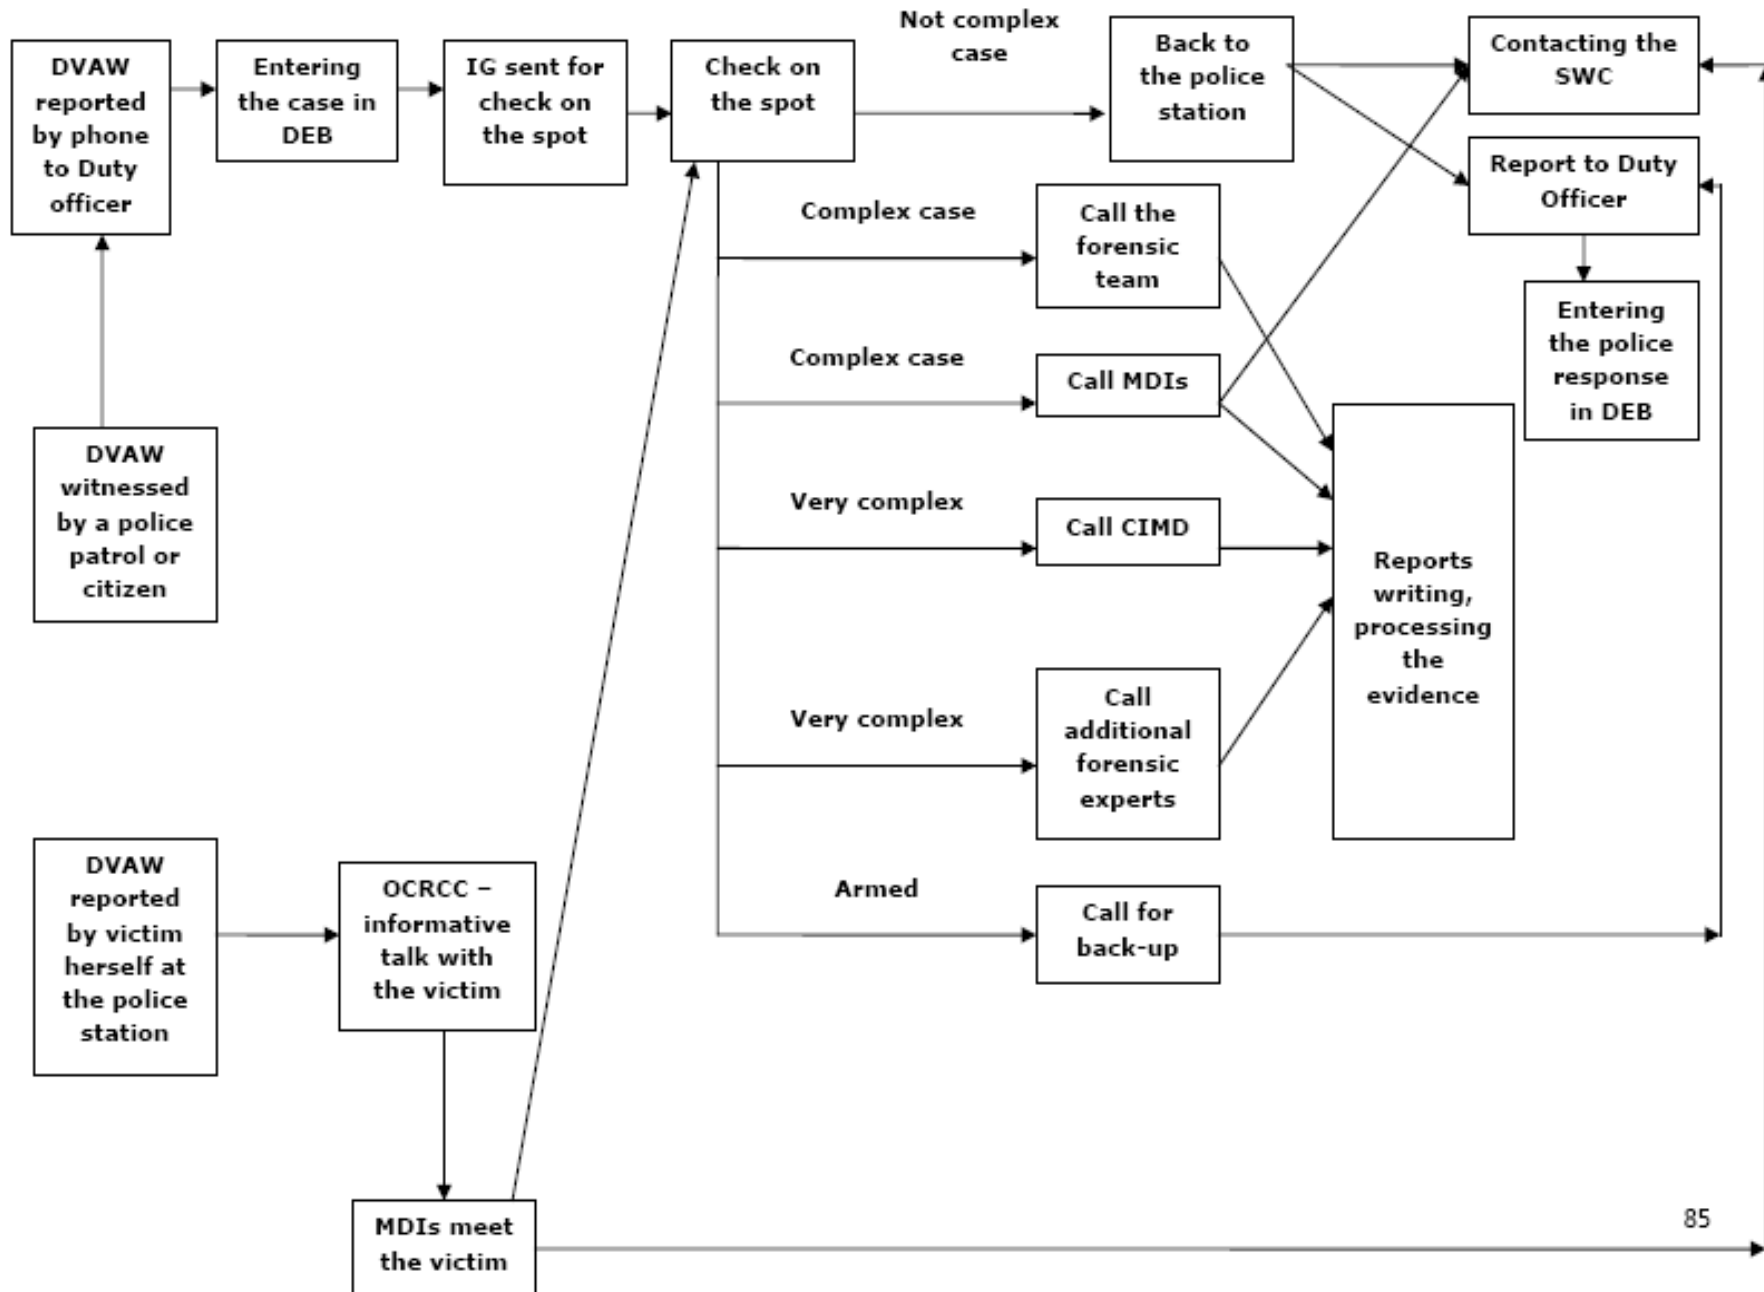 DVAW
reported
by phone
to Duty
officer
Entering
the case in
DEB
IG sent for
check on
the spot
Check on
the spot
Not complex
case
Back to
the police
station
Contacting the
SWC
Report to Duty
Officer
Entering
the police
response
in DEB
Complex case
Call the
forensic
team
Complex case
Call MDIs
DVAW
witnessed
by a police
patrol or
citizen
Very complex
Call CIMD
Reports
writing,
processing
the
evidence
Very complex
Call
additional
forensic
experts
DVAW
reported
by victim
herself at
the police
station
OCRCC –
informative
talk with
the victim
Armed
Call for
back-up
MDIs meet
the victim
85